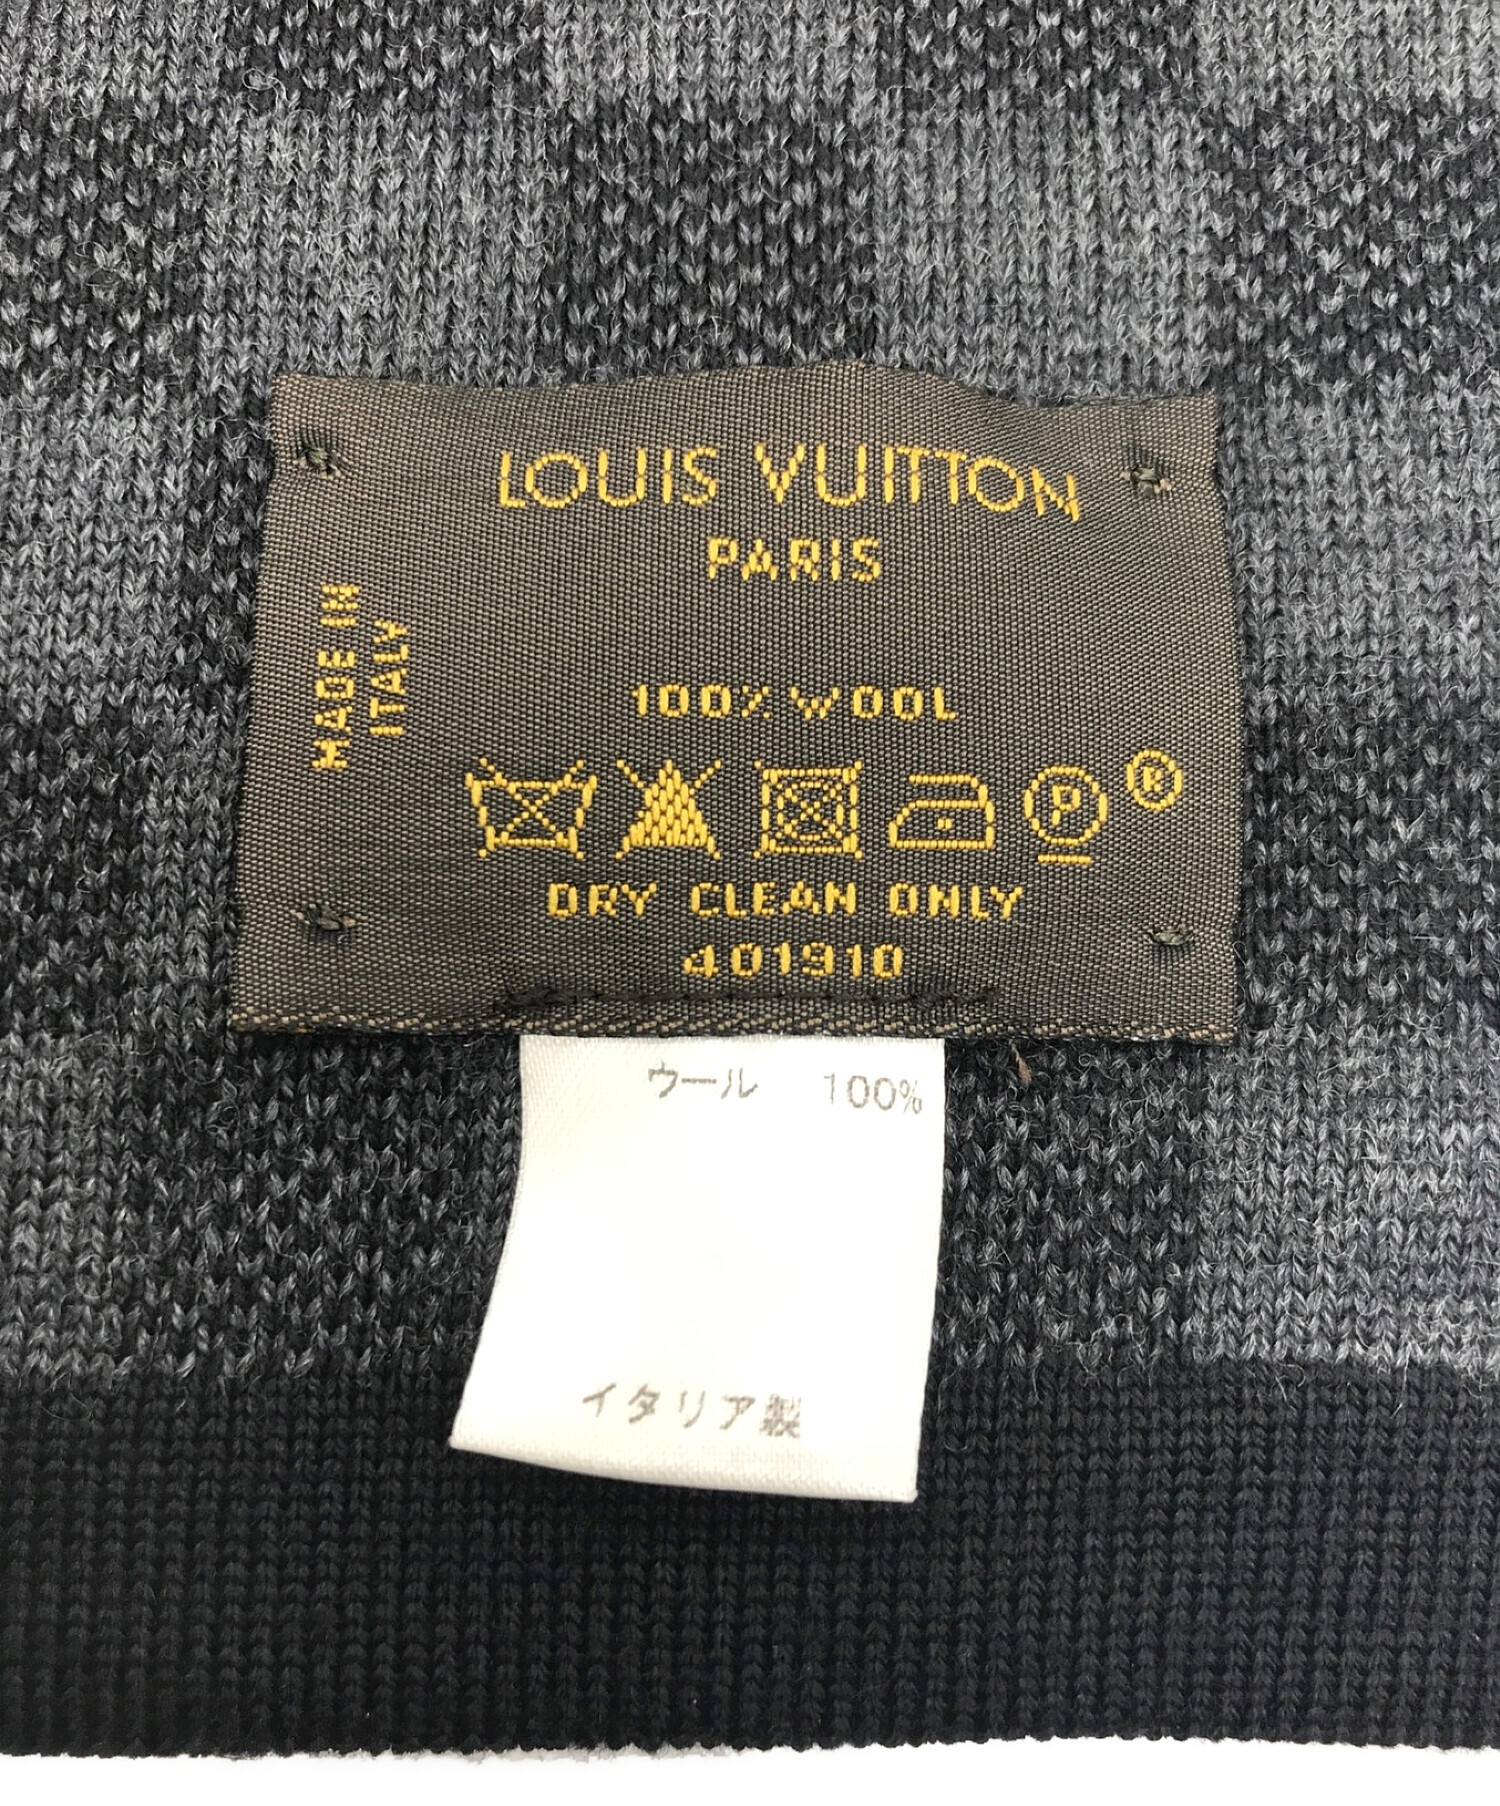 LOUIS VUITTON
PARIS
MADE IN
ITALY
100% WOOL
P ®
DRY CLEAN ONLY
401910
ウール 100%
イタリア製